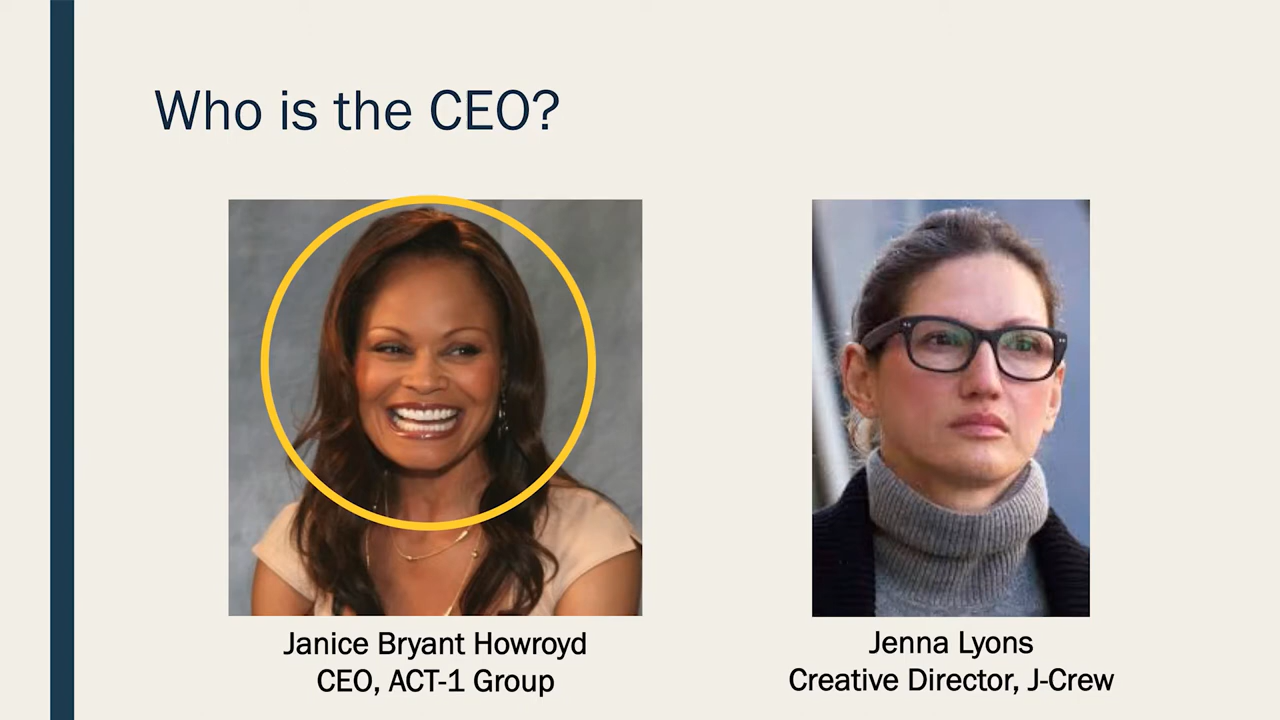 Who is the CEO?
Janice Bryant Howroyd
CEO, ACT-1 Group
Jenna Lyons
Creative Director, J-Crew